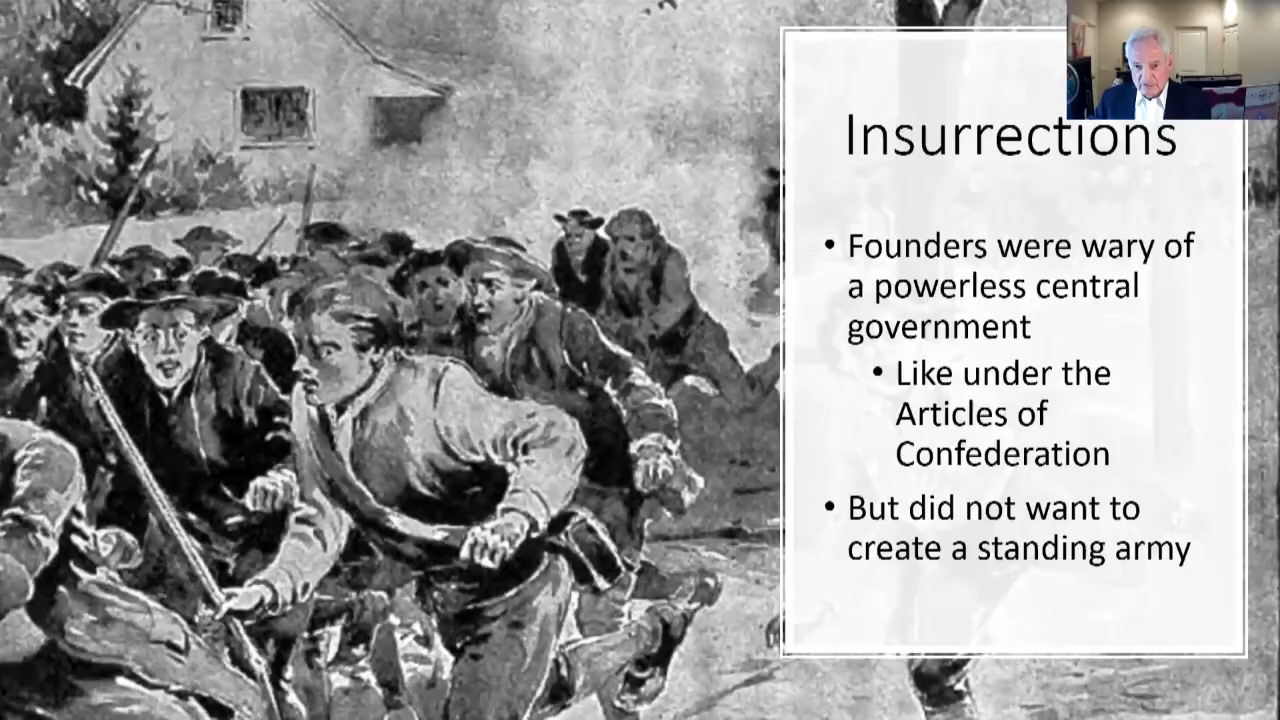 Insurrections
• Founders were wary of
a powerless central
government
• Like under the
Articles of
Confederation
• But did not want to
create a standing army